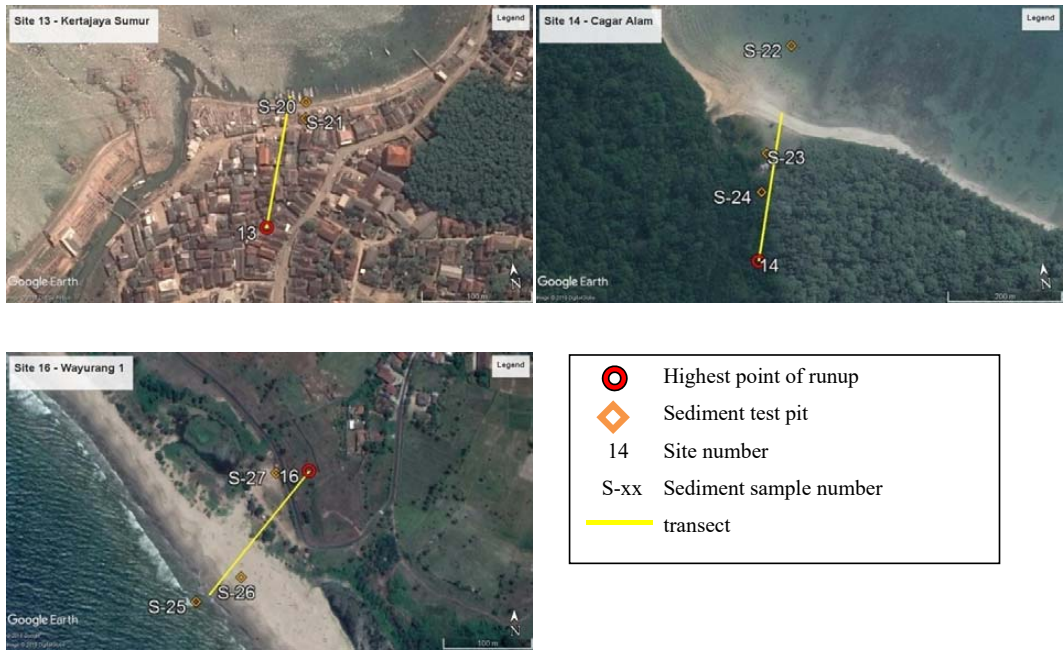 Site 13 - Kertajaya Sumur
Legend
S-20
S-21
13
Google Earth
100 m
N
Site 14 - Cagar Alam
Legend
S-22
S-23
S-24
14
Google Earth
200 m
N
Site 16 - Wayurang 1
Legend
S-27
16
S-26
S-25
Google Earth
100 m
N
Highest point of runup
Sediment test pit
14 Site number
S-xx Sediment sample number
transect